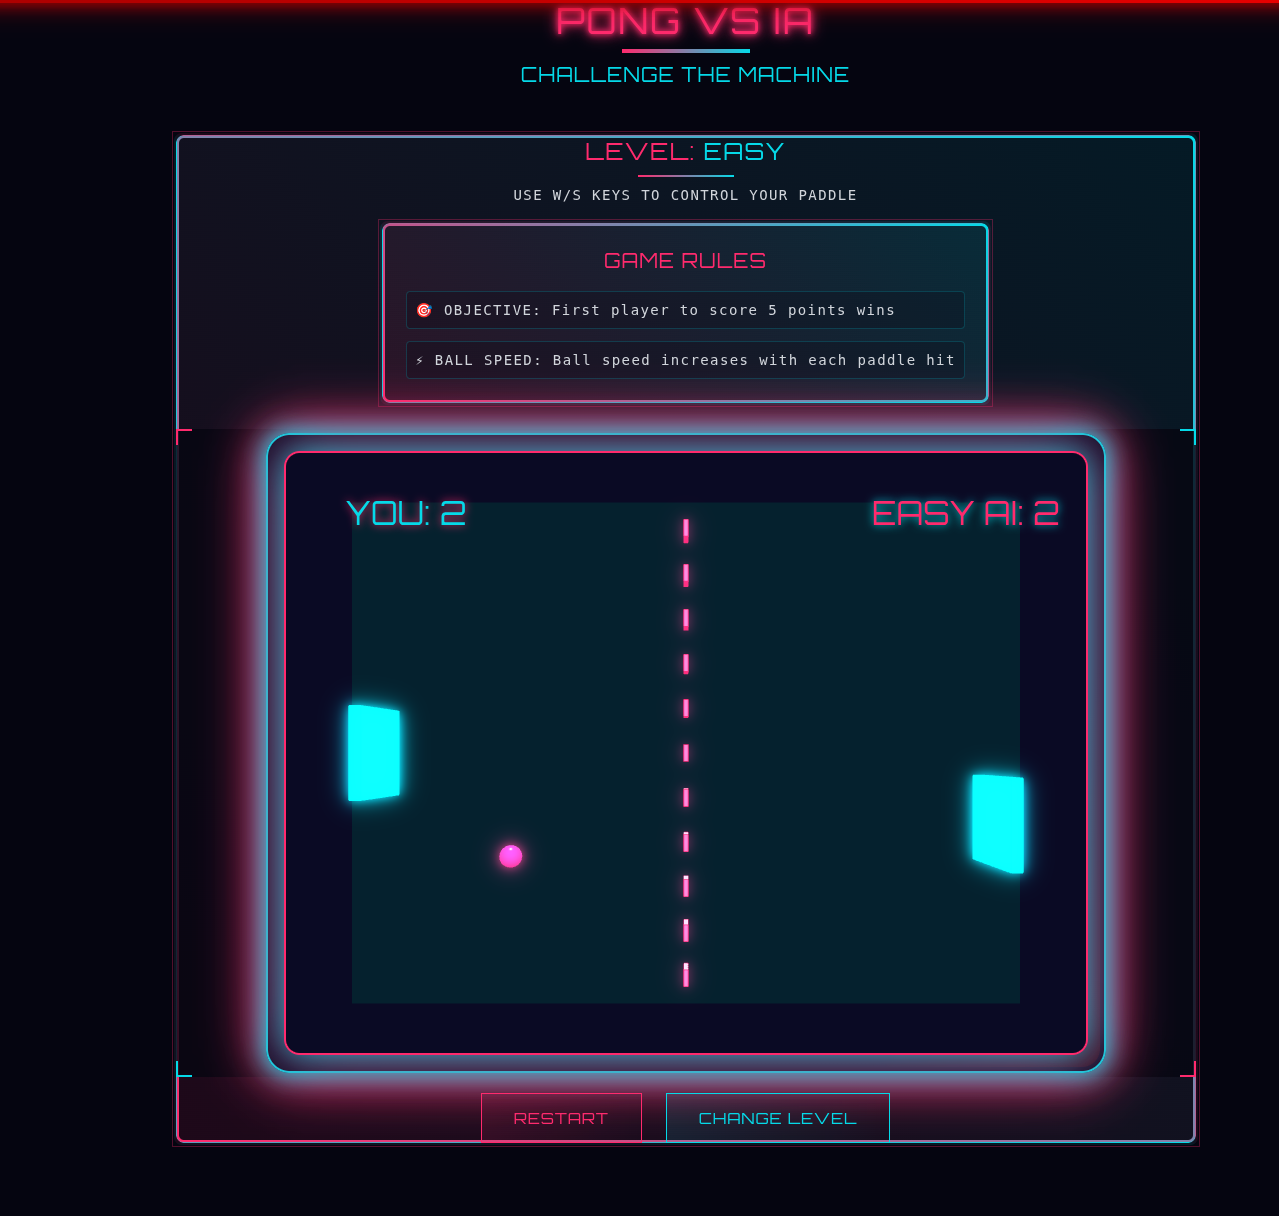 PONG VS IA
CHALLENGE THE MACHINE
LEVEL: EASY
USE W/S KEYS TO CONTROL YOUR PADDLE
GAME RULES
🎯 OBJECTIVE: First player to score 5 points wins
⚡ BALL SPEED: Ball speed increases with each paddle hit
YOU: 2
EASY AI: 2
RESTART
CHANGE LEVEL